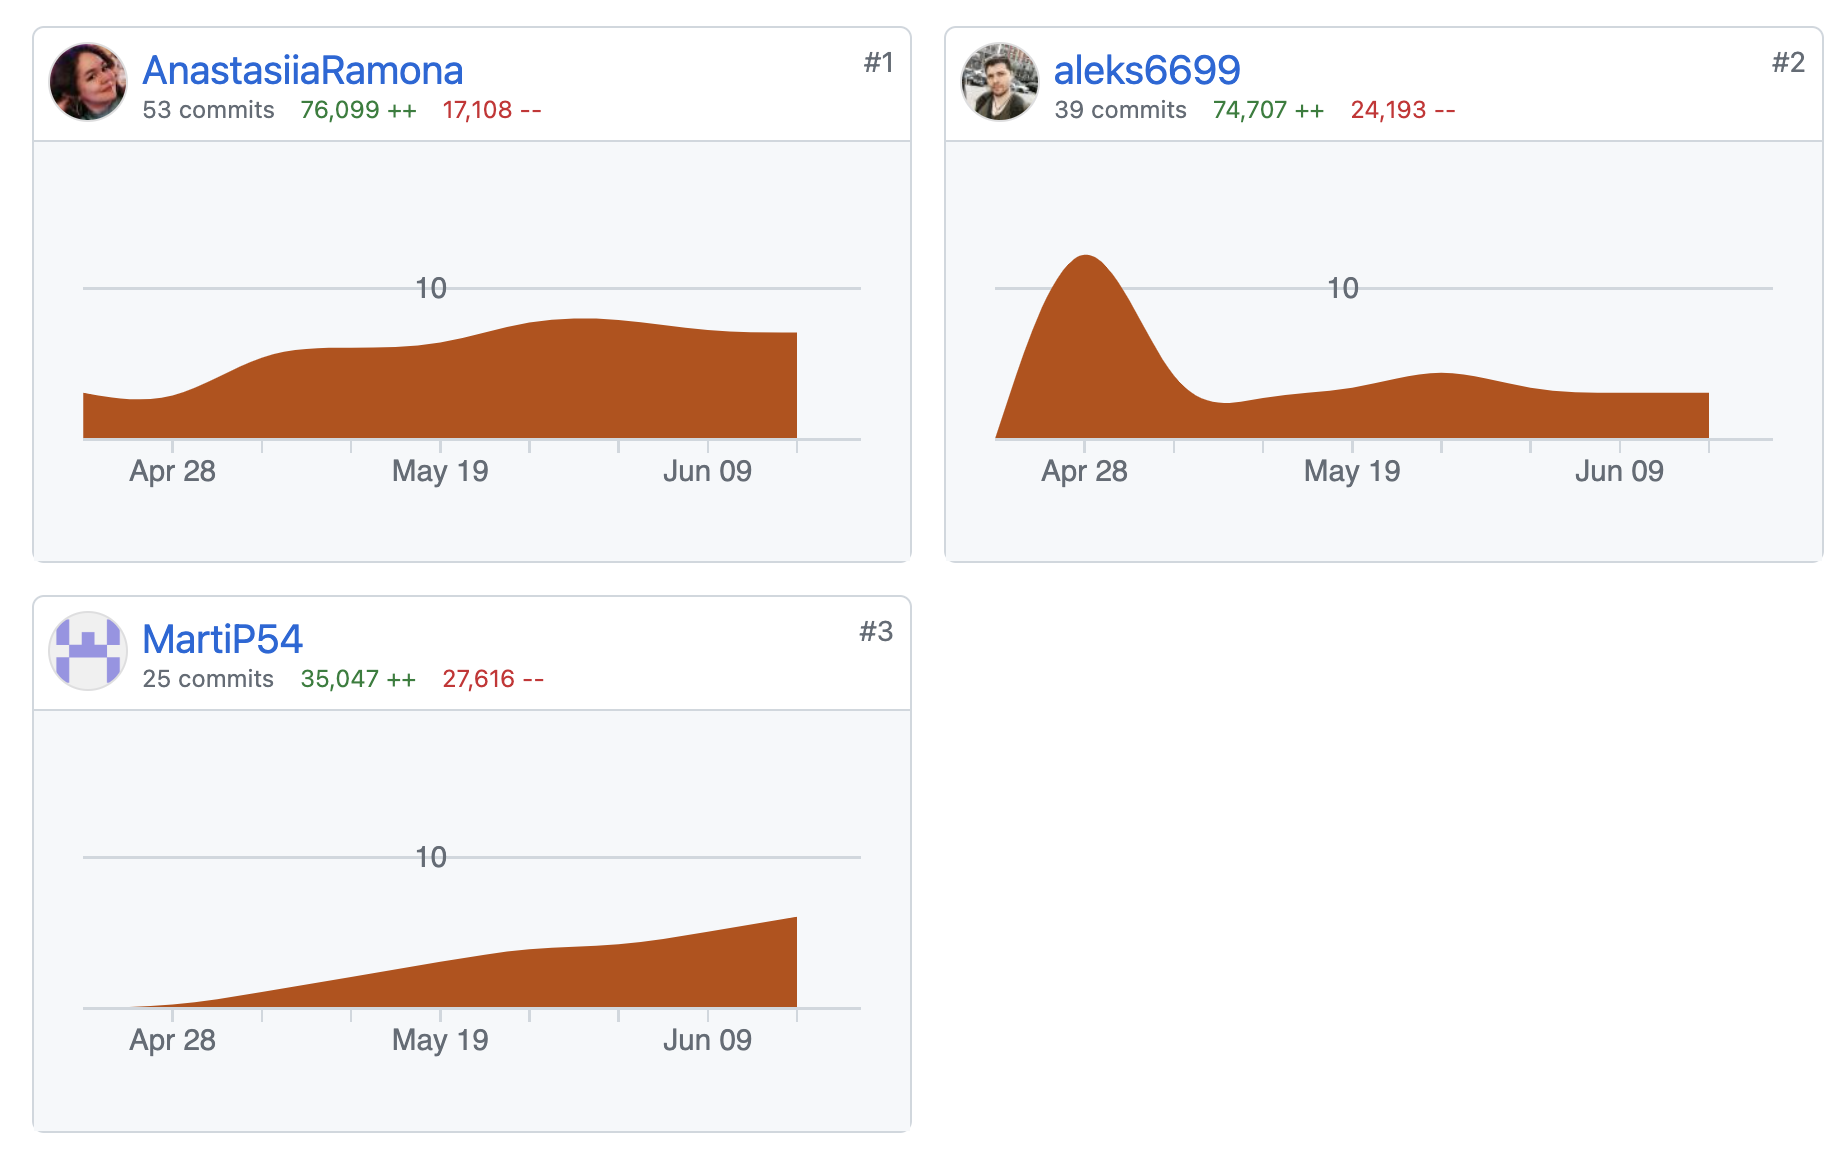 AnastasiiaRamona
#1
53 commits 76,099 ++ 17,108 --
10
Apr 28 May 19 Jun 09
aleks6699
#2
39 commits 74,707 ++ 24,193 --
10
Apr 28 May 19 Jun 09
MartiP54
#3
25 commits 35,047 ++ 27,616 --
10
Apr 28 May 19 Jun 09